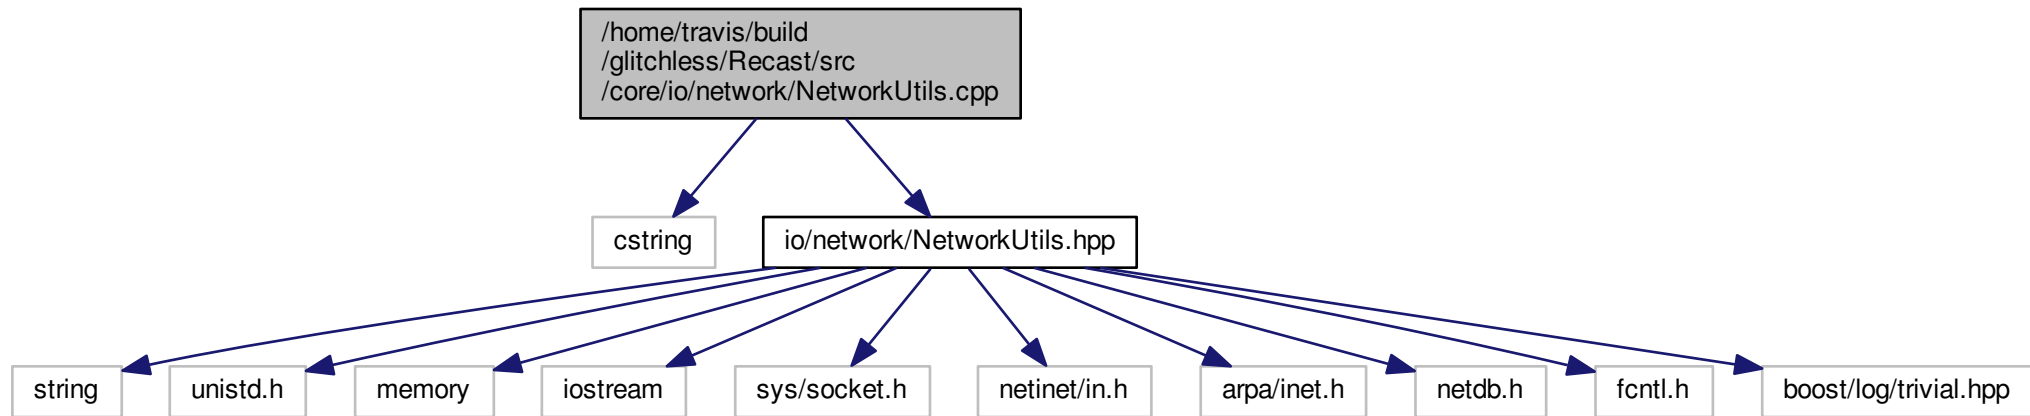 /home/travis/build
/glitchless/Recast/src
/core/io/network/NetworkUtils.cpp
cstring
io/network/NetworkUtils.hpp
string
unistd.h
memory
iostream
sys/socket.h
netinet/in.h
arpa/inet.h
netdb.h
fcntl.h
boost/log/trivial.hpp